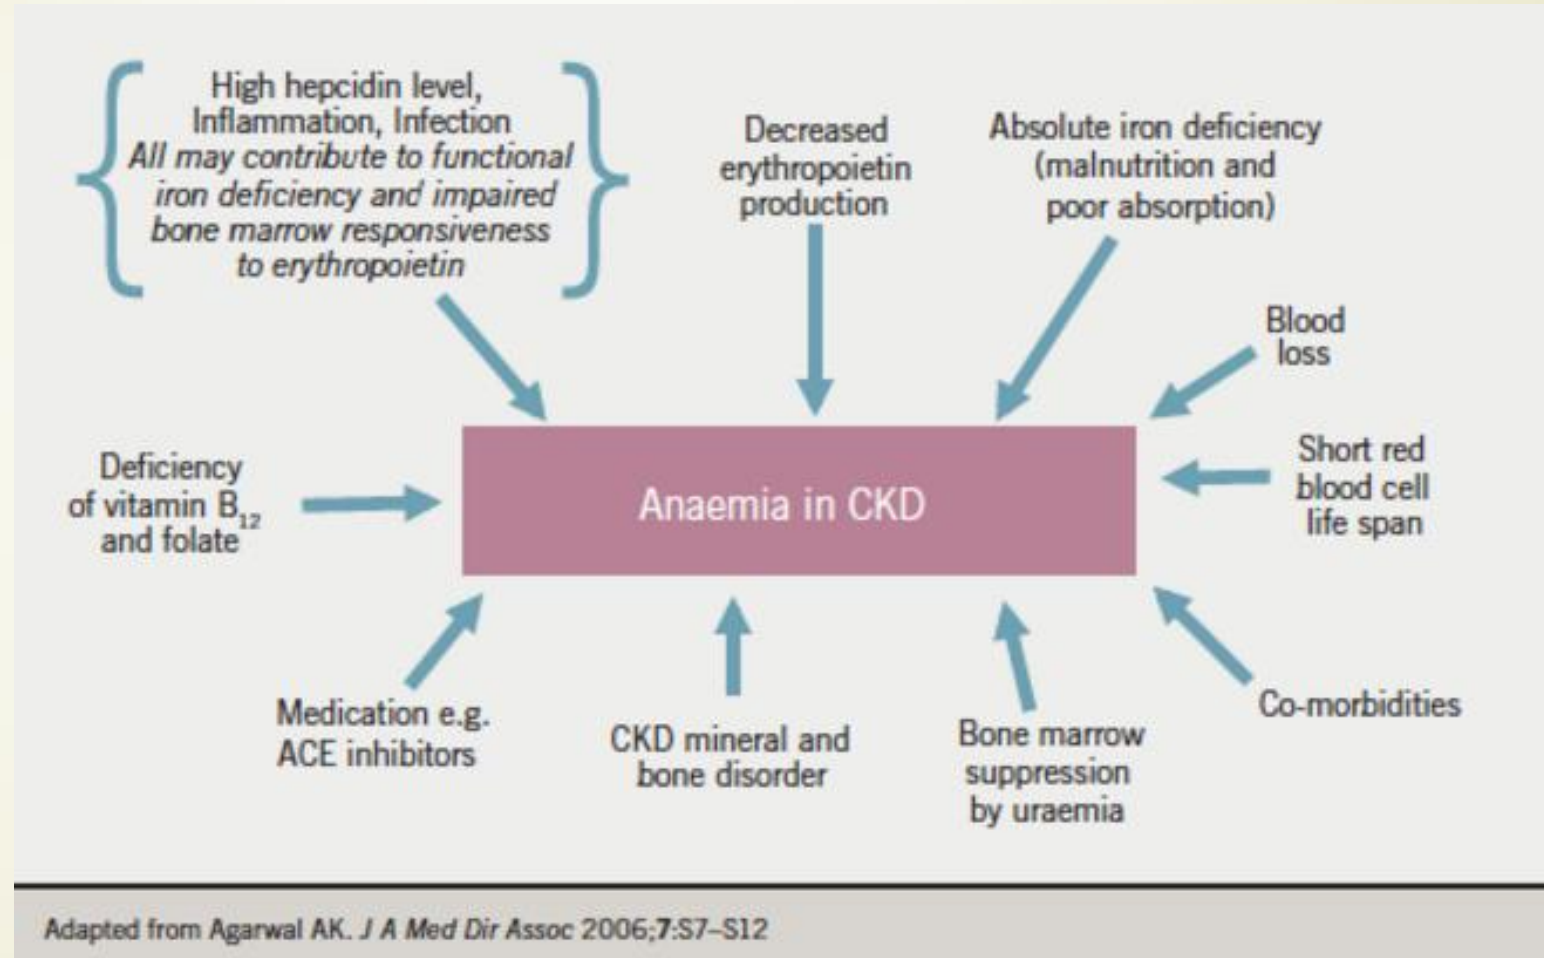 High hepcidin level,
Inflammation, Infection
All may contribute to functional
iron deficiency and impaired
bone marrow responsiveness
to erythropoietin
Decreased
erythropoietin
production
Absolute iron deficiency
(malnutrition and
poor absorption)
Blood
loss
Short red
blood cell
life span
Deficiency
of vitamin B12
and folate
Anaemia in CKD
Medication e.g.
ACE inhibitors
CKD mineral and
bone disorder
Bone marrow
suppression
by uraemia
Co-morbidities
Adapted from Agarwal AK. J A Med Dir Assoc 2006;7:S7–S12